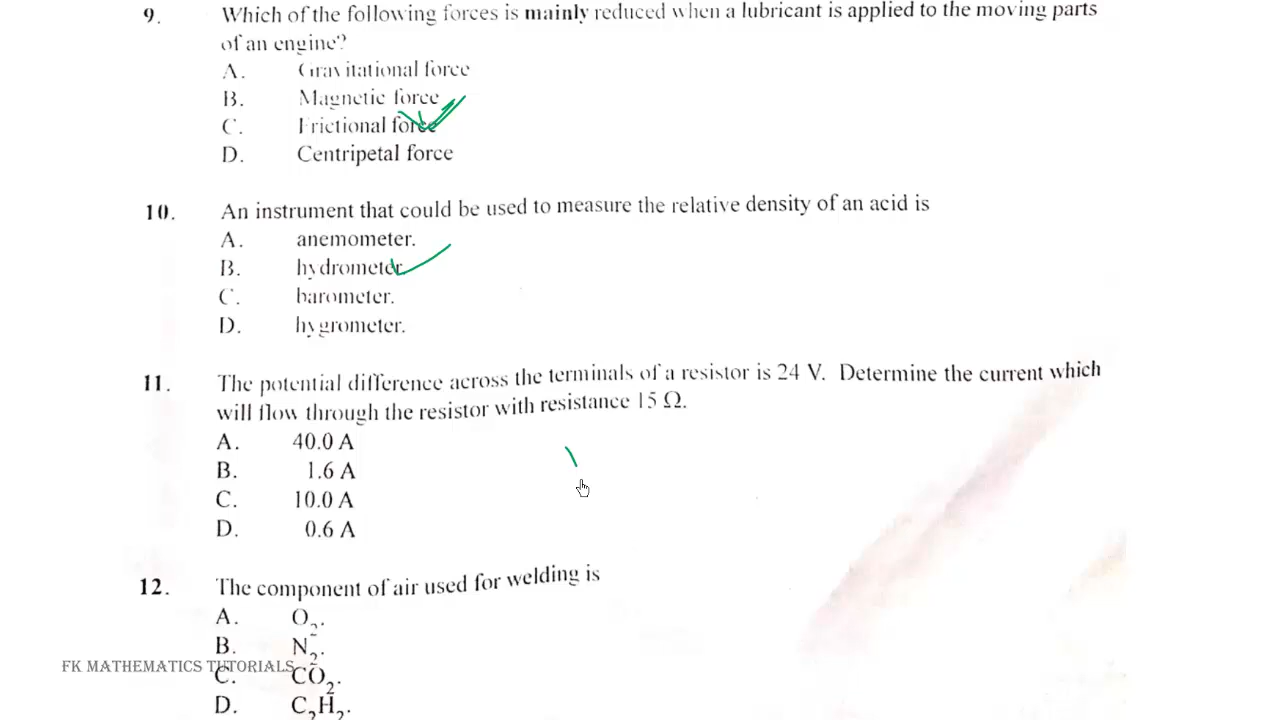 9. Which of the following forces is mainly reduced when a lubricant is applied to the moving parts
of an engine?
A. Gravitational force
B. Magnetic force
C. Frictional force
D. Centripetal force
10. An instrument that could be used to measure the relative density of an acid is
A. anemometer.
B. hydrometer.
C. barometer.
D. hygrometer.
11. The potential difference across the terminals of a resistor is 24 V. Determine the current which
will flow through the resistor with resistance 15 Ω.
A. 40.0 A
B. 1.6 A
C. 10.0 A
D. 0.6 A
12. The component of air used for welding is
A. O₂.
B. N₂.
C. CO₂.
D. C₂H₂.
FK MATHEMATICS TUTORIALS